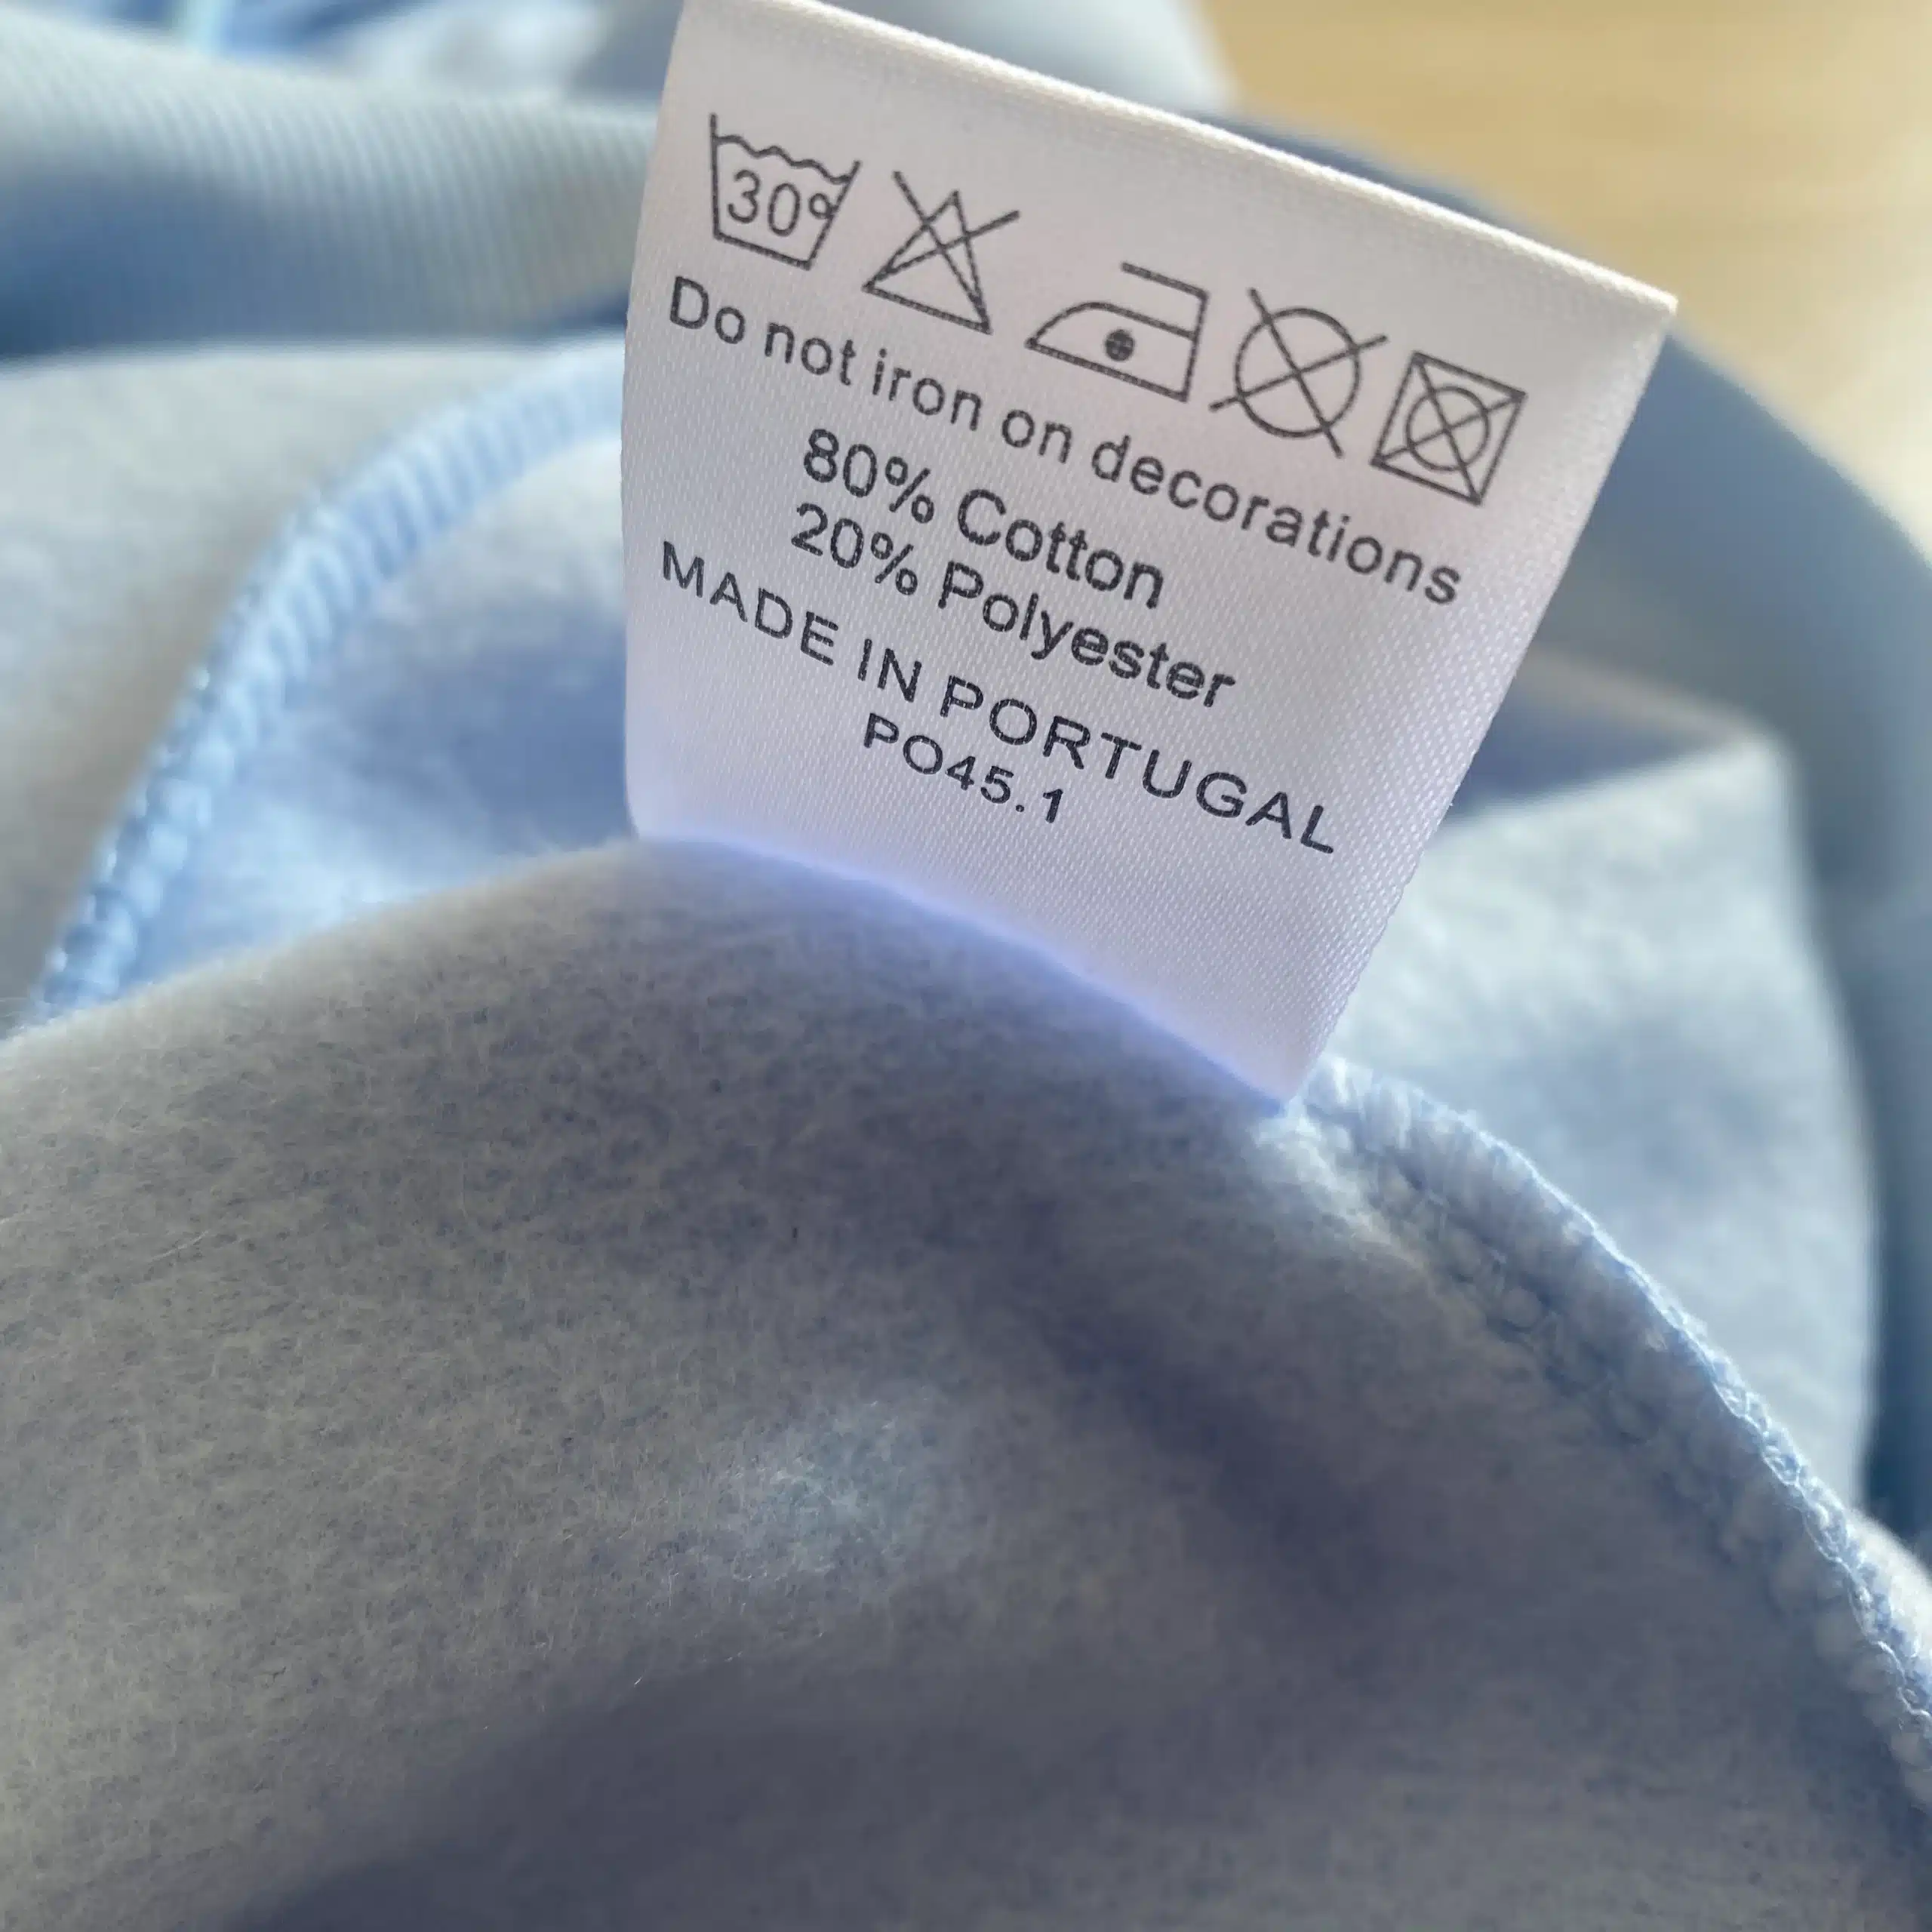 30°
Do not iron on decorations
80% Cotton
20% Polyester
MADE IN PORTUGAL
PO45.1